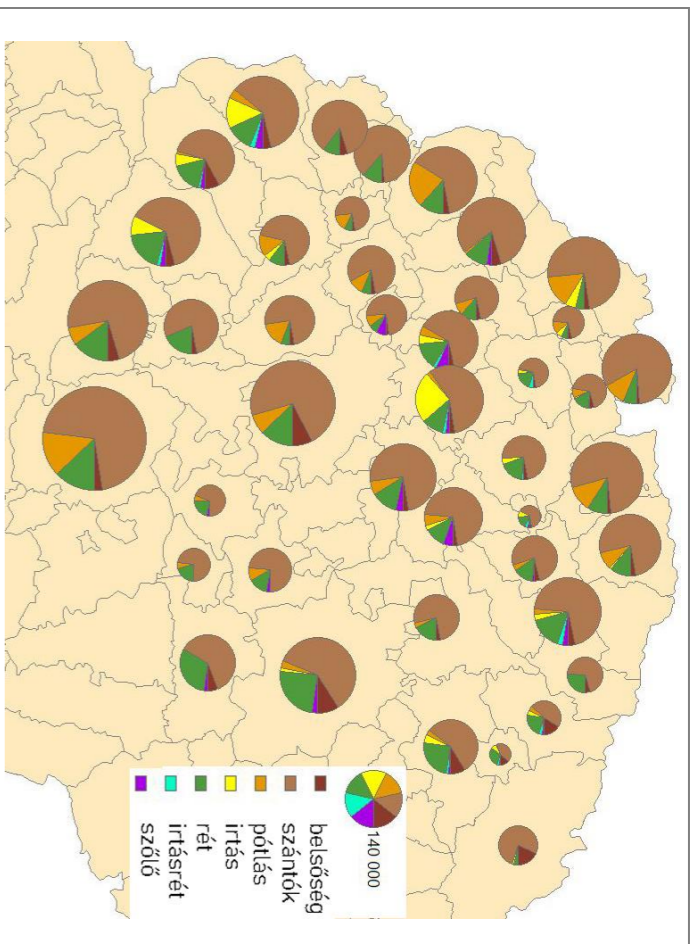 140 000
belsőség
szántók
pótlás
irtás
rét
irtásrét
szőlő